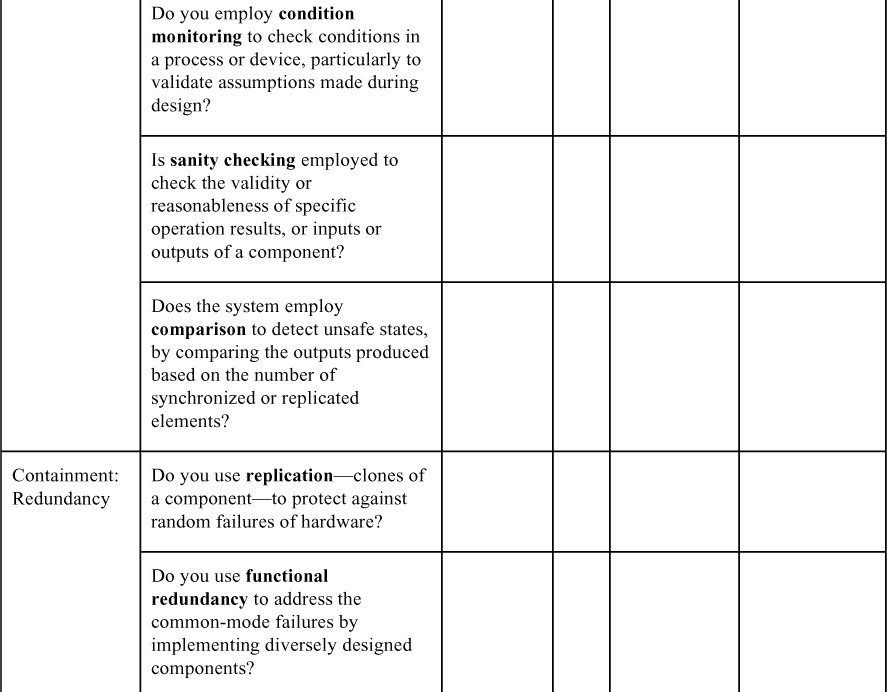 Do you employ condition
monitoring to check conditions in
a process or device, particularly to
validate assumptions made during
design?
Is sanity checking employed to
check the validity or
reasonableness of specific
operation results, or inputs or
outputs of a component?
Does the system employ
comparison to detect unsafe states,
by comparing the outputs produced
based on the number of
synchronized or replicated
elements?
Containment:
Redundancy
Do you use replication—clones of
a component—to protect against
random failures of hardware?
Do you use functional
redundancy to address the
common-mode failures by
implementing diversely designed
components?